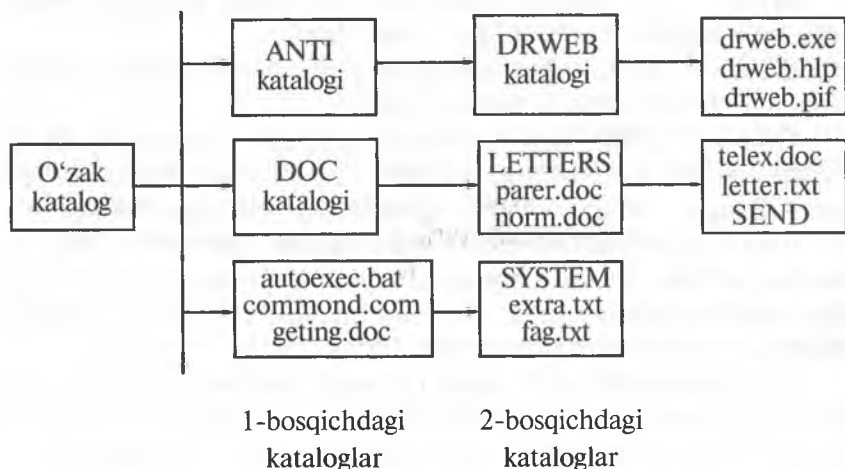 ANTI
katalogi
DRWEB
katalogi
drweb.exe
drweb.hlp
drweb.pif
O‘zak
katalog
DOC
katalogi
LETTERS
parer.doc
norm.doc
telex.doc
letter.txt
SEND
autoexec.bat
commond.com
geting.doc
SYSTEM
extra.txt
fag.txt
1-bosqichdagi
kataloglar
2-bosqichdagi
kataloglar